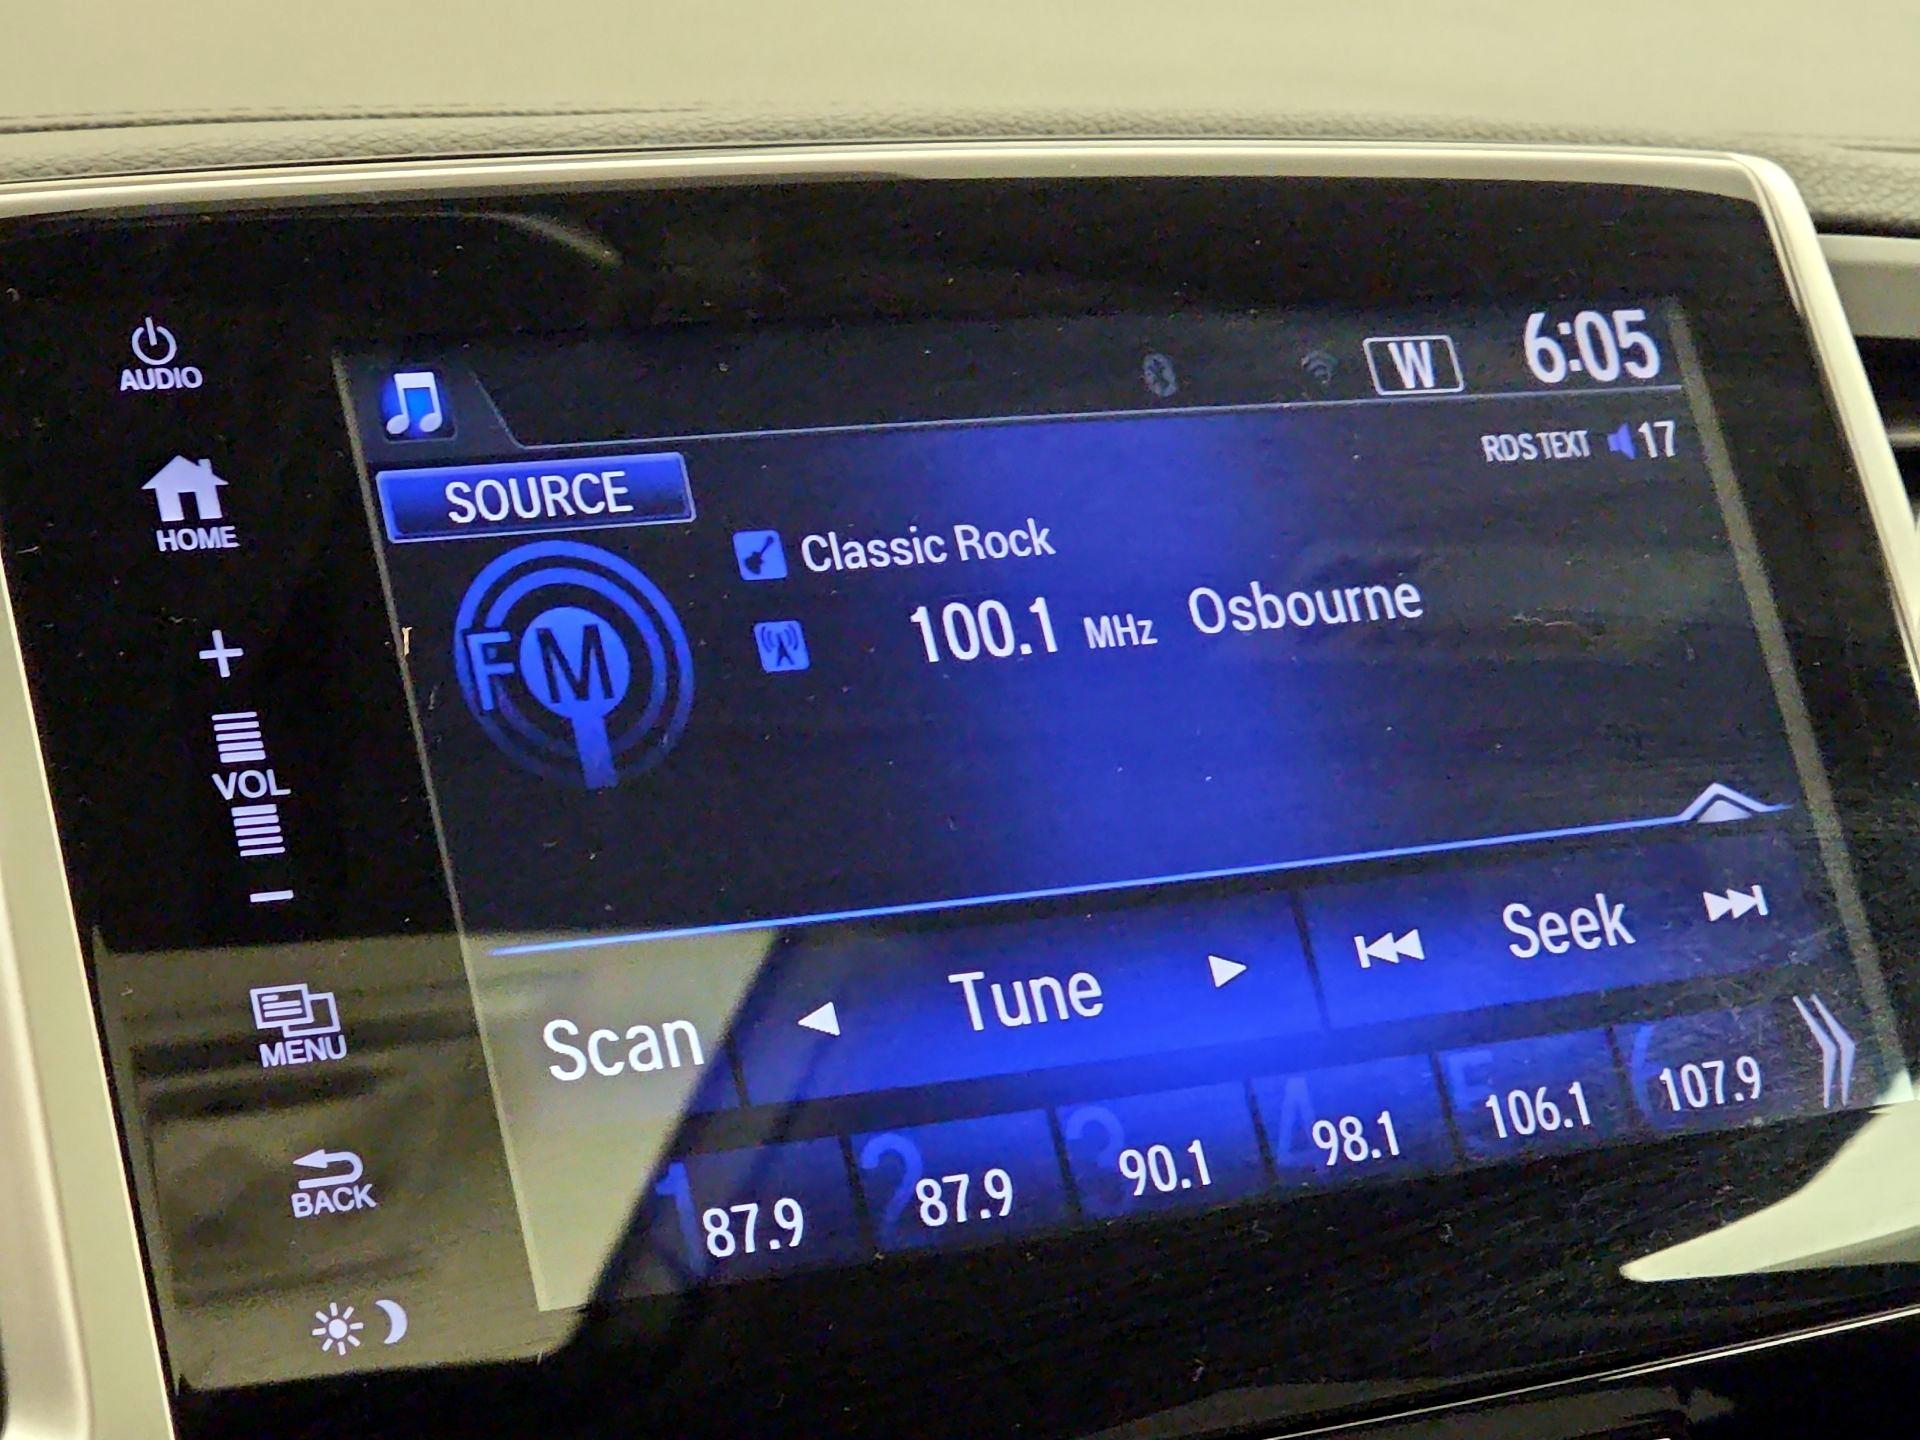 AUDIO
HOME
+
VOL
-
MENU
BACK
W 6:05
RDS TEXT 17
SOURCE
FM
Classic Rock
100.1 MHz Osbourne
Scan Tune Seek
1 87.9 2 87.9 3 90.1 4 98.1 5 106.1 6 107.9